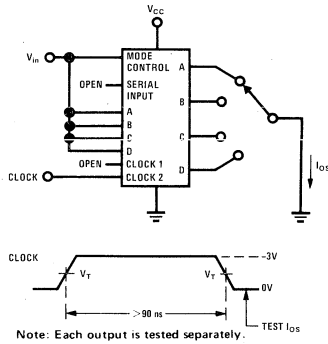 VCC
Vin
MODE
CONTROL
A
OPEN
SERIAL
INPUT
B
A
B
C
C
D
D
OPEN
CLOCK 1
CLOCK
CLOCK 2
IOS
CLOCK
-3V
VT
VT
0V
>90 ns
TEST IOS
Note: Each output is tested separately.